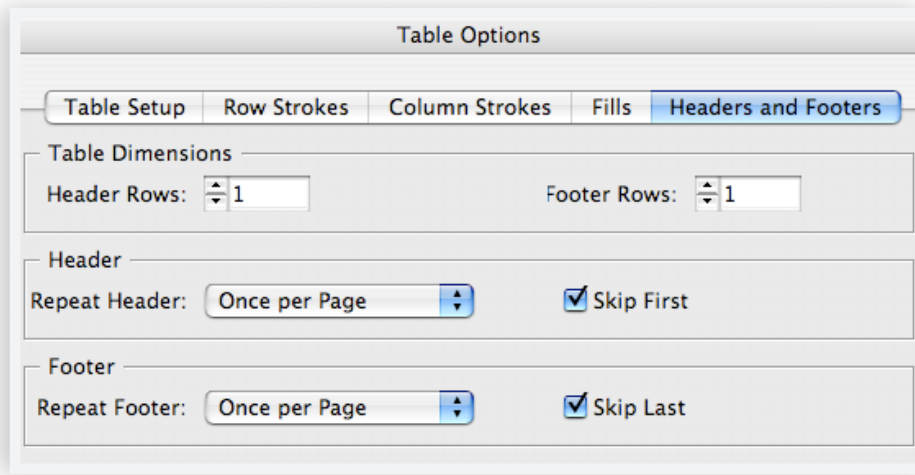 Table Options
Table Setup Row Strokes Column Strokes Fills Headers and Footers
Table Dimensions
Header Rows: 1 Footer Rows: 1
Header
Repeat Header: Once per Page Skip First
Footer
Repeat Footer: Once per Page Skip Last